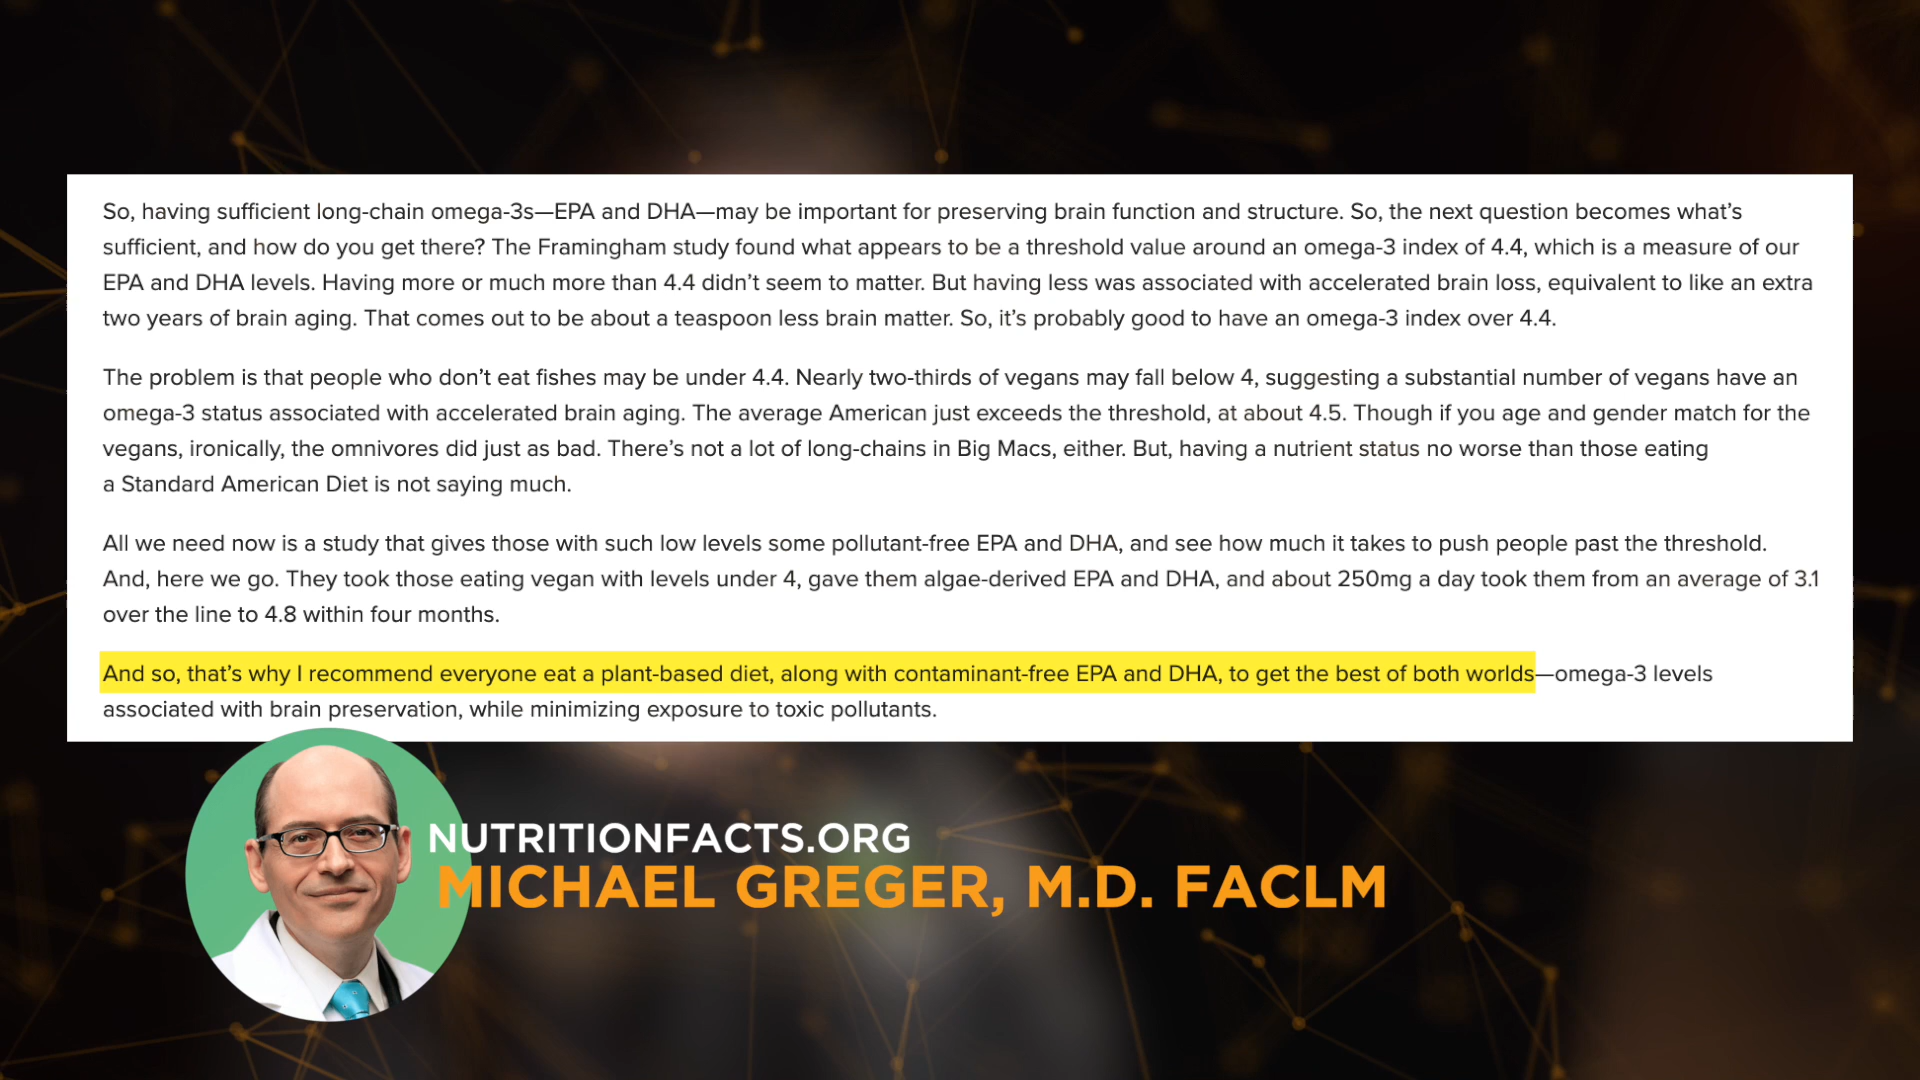 So, having sufficient long-chain omega-3s—EPA and DHA—may be important for preserving brain function and structure. So, the next question becomes what’s
sufficient, and how do you get there? The Framingham study found what appears to be a threshold value around an omega-3 index of 4.4, which is a measure of our
EPA and DHA levels. Having more or much more than 4.4 didn’t seem to matter. But having less was associated with accelerated brain loss, equivalent to like an extra
two years of brain aging. That comes out to be about a teaspoon less brain matter. So, it’s probably good to have an omega-3 index over 4.4.
The problem is that people who don’t eat fishes may be under 4.4. Nearly two-thirds of vegans may fall below 4, suggesting a substantial number of vegans have an
omega-3 status associated with accelerated brain aging. The average American just exceeds the threshold, at about 4.5. Though if you age and gender match for the
vegans, ironically, the omnivores did just as bad. There’s not a lot of long-chains in Big Macs, either. But, having a nutrient status no worse than those eating
a Standard American Diet is not saying much.
All we need now is a study that gives those with such low levels some pollutant-free EPA and DHA, and see how much it takes to push people past the threshold.
And, here we go. They took those eating vegan with levels under 4, gave them algae-derived EPA and DHA, and about 250mg a day took them from an average of 3.1
over the line to 4.8 within four months.
And so, that’s why I recommend everyone eat a plant-based diet, along with contaminant-free EPA and DHA, to get the best of both worlds—omega-3 levels
associated with brain preservation, while minimizing exposure to toxic pollutants.
NUTRITIONFACTS.ORG
MICHAEL GREGER, M.D. FACLM